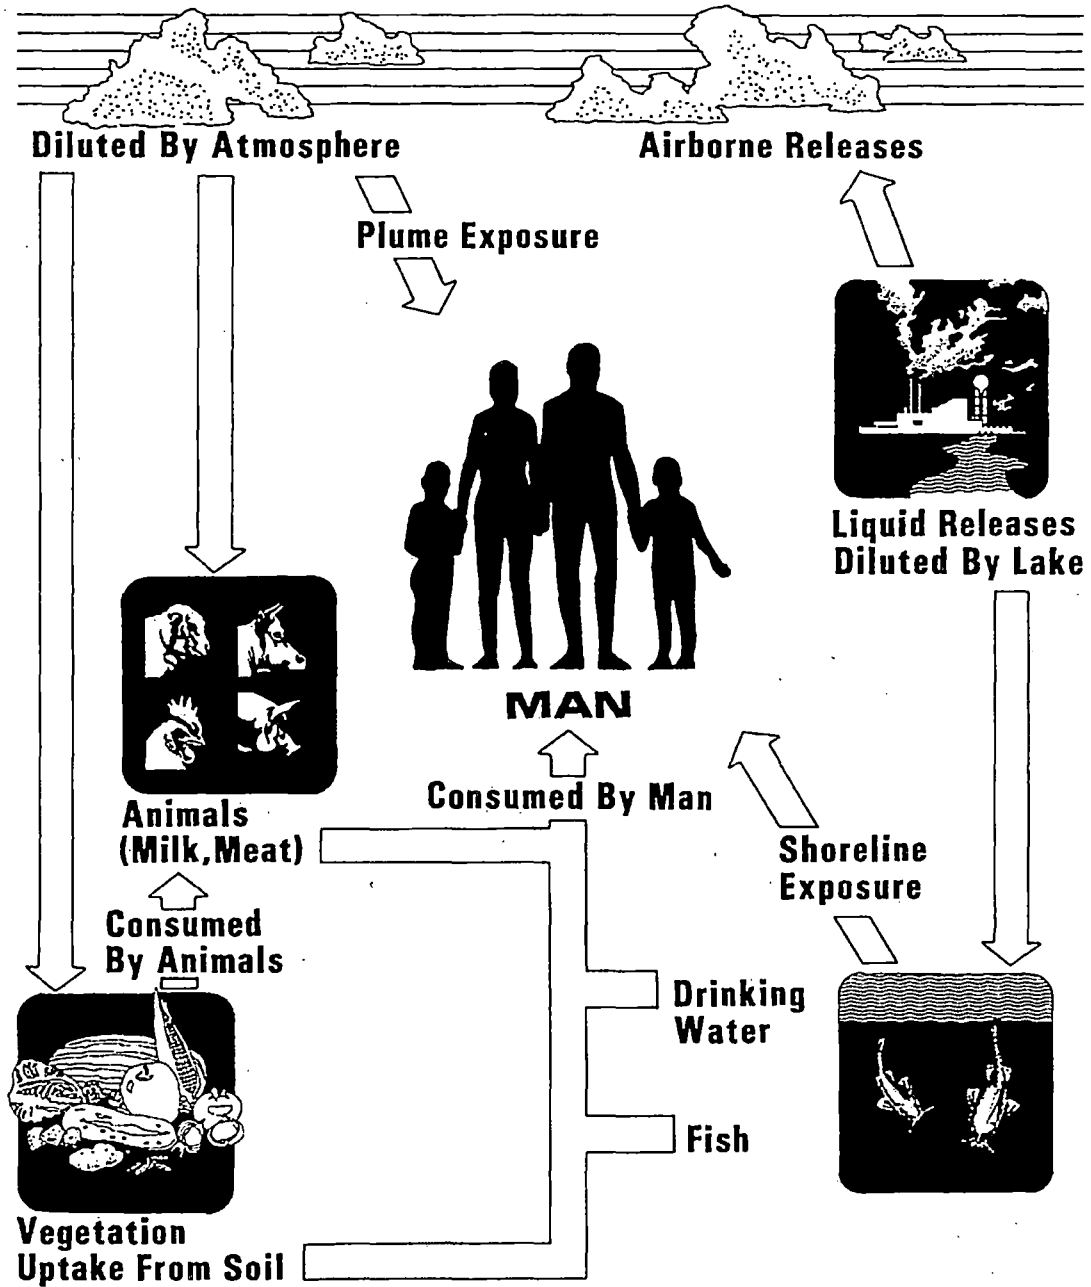 Diluted By Atmosphere
Airborne Releases
Plume Exposure
Liquid Releases
Diluted By Lake
MAN
Consumed By Man
Animals
(Milk,Meat)
Shoreline
Exposure
Consumed
By Animals
Drinking
Water
Fish
Vegetation
Uptake From Soil